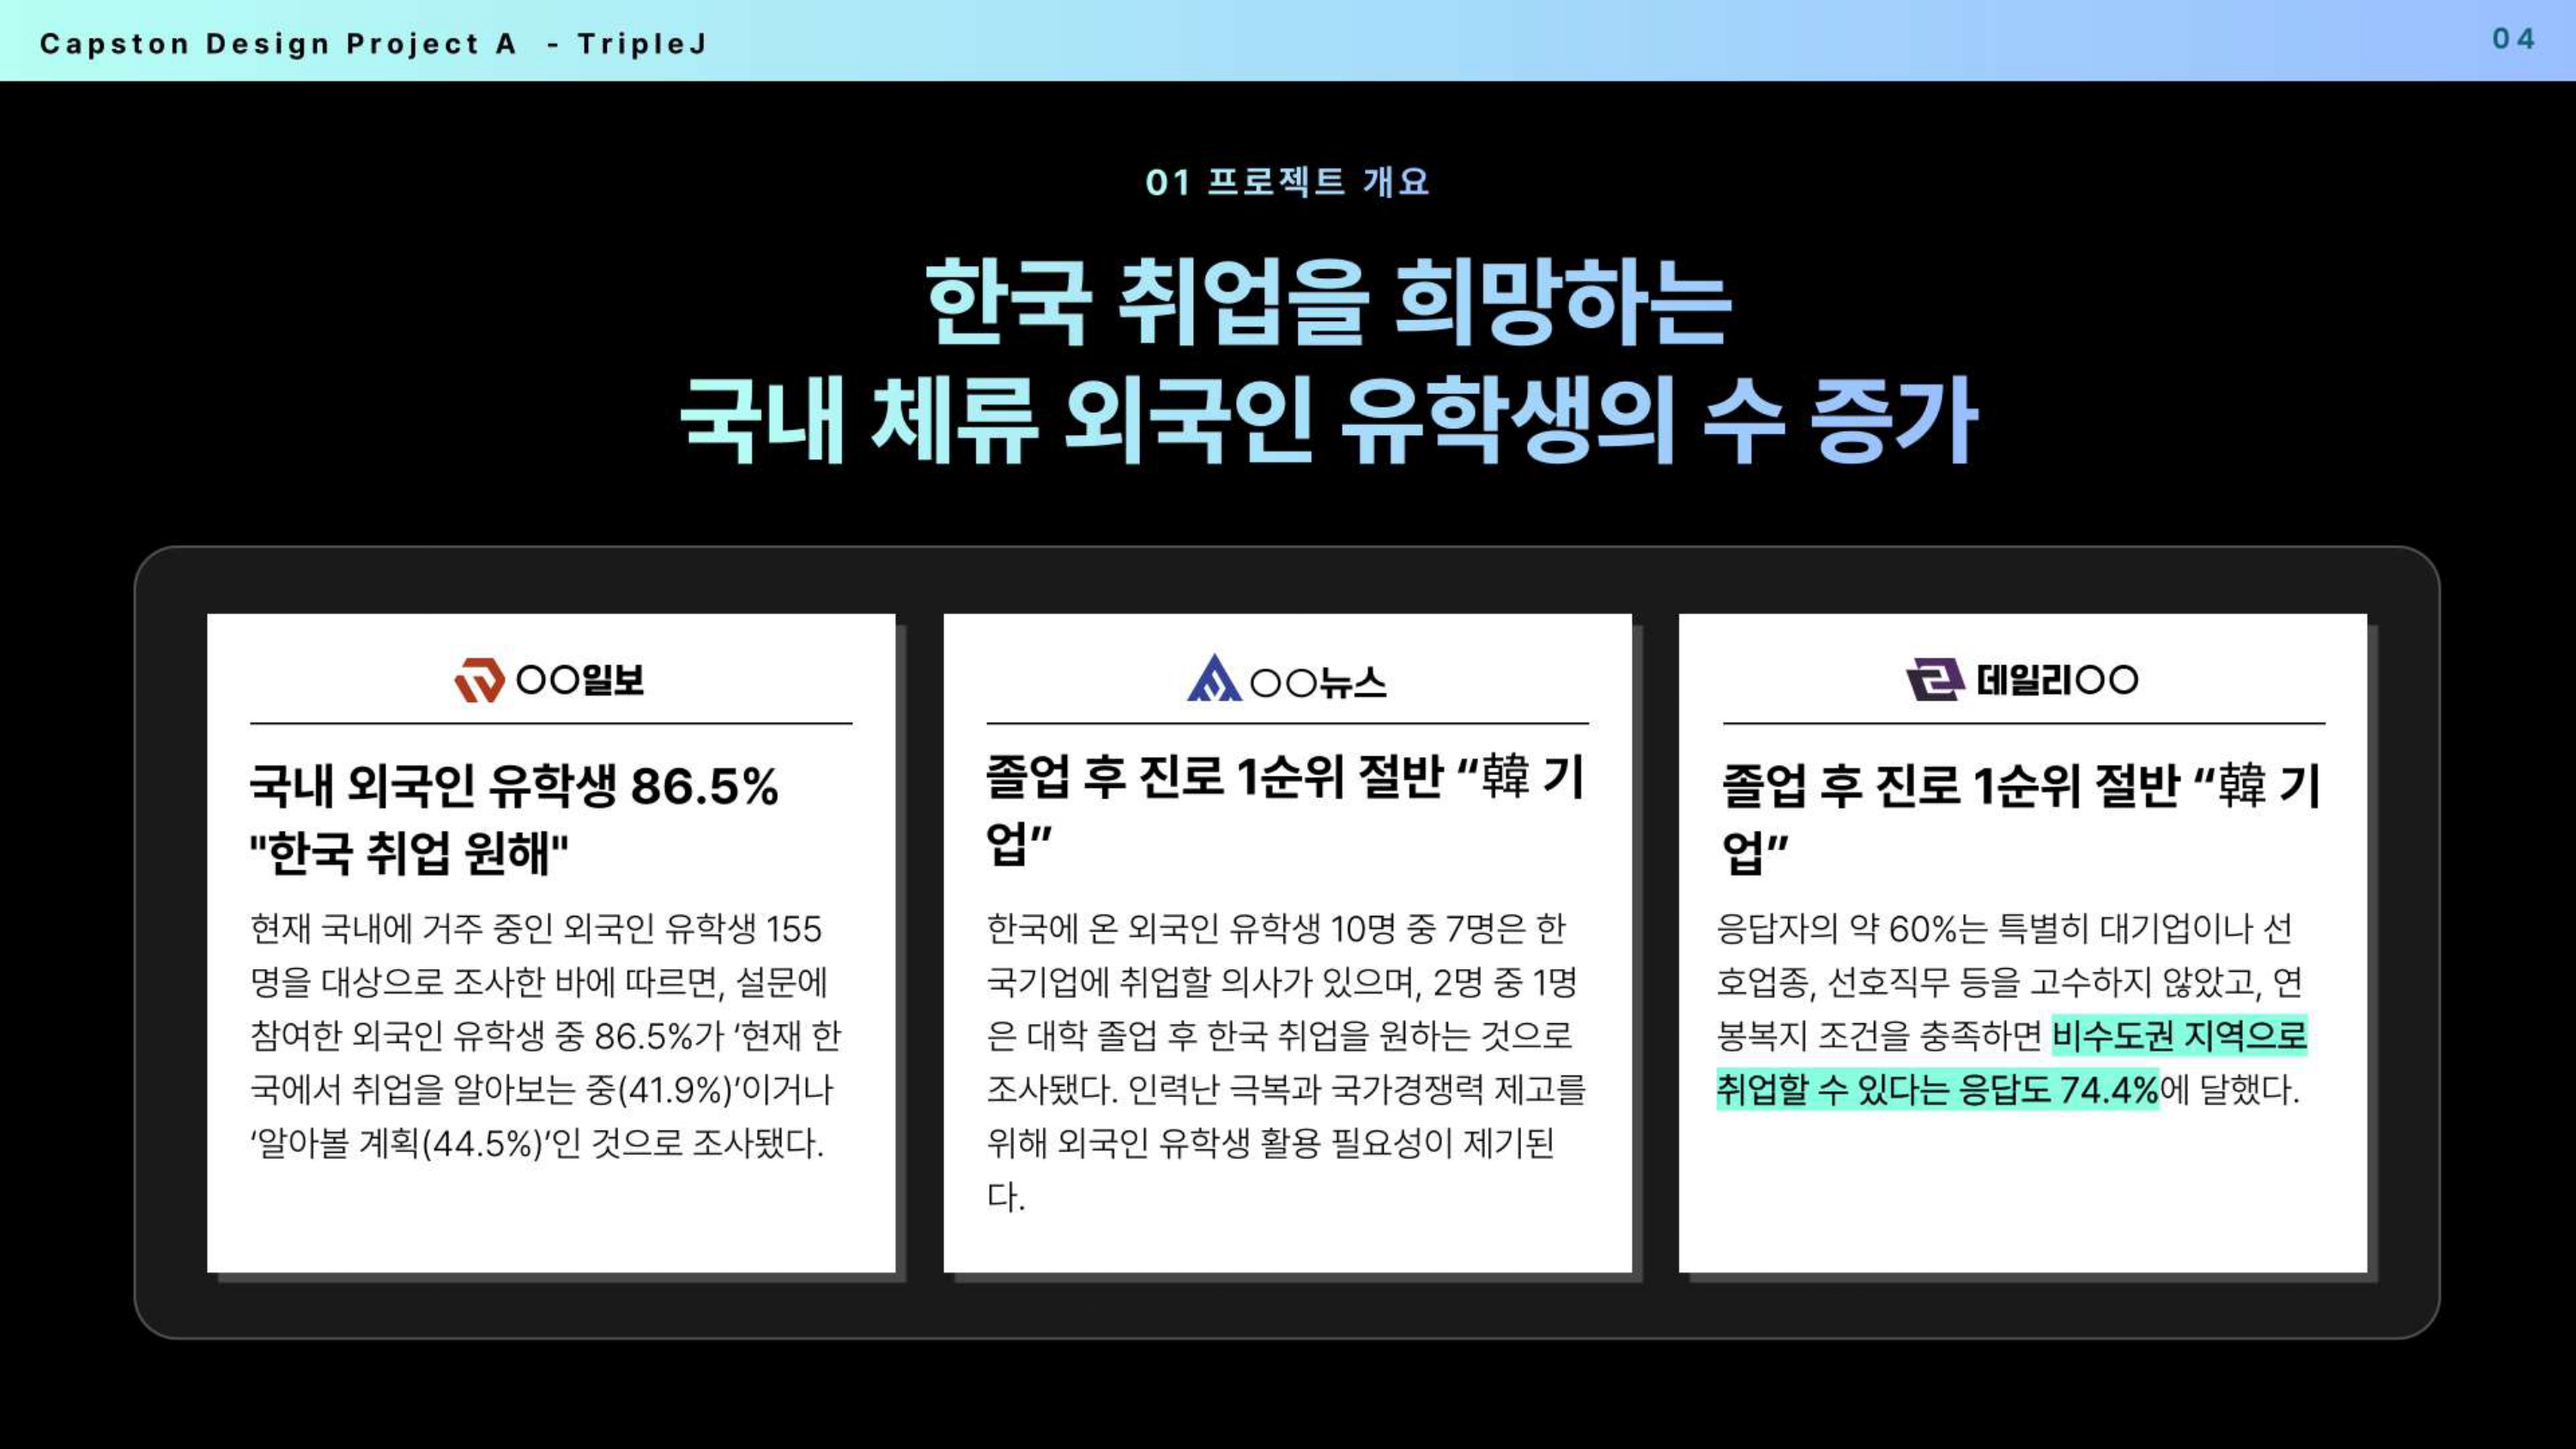 Capston Design Project A - TripleJ
04
01 프로젝트 개요
한국 취업을 희망하는
국내 체류 외국인 유학생의 수 증가
○○일보
국내 외국인 유학생 86.5%
"한국 취업 원해"
현재 국내에 거주 중인 외국인 유학생 155
명을 대상으로 조사한 바에 따르면, 설문에
참여한 외국인 유학생 중 86.5%가 ‘현재 한
국에서 취업을 알아보는 중(41.9%)’이거나
‘알아볼 계획(44.5%)’인 것으로 조사됐다.
○○뉴스
졸업 후 진로 1순위 절반 “韓 기
업”
한국에 온 외국인 유학생 10명 중 7명은 한
국기업에 취업할 의사가 있으며, 2명 중 1명
은 대학 졸업 후 한국 취업을 원하는 것으로
조사됐다. 인력난 극복과 국가경쟁력 제고를
위해 외국인 유학생 활용 필요성이 제기된
다.
데일리○○
졸업 후 진로 1순위 절반 “韓 기
업”
응답자의 약 60%는 특별히 대기업이나 선
호업종, 선호직무 등을 고수하지 않았고, 연
봉복지 조건을 충족하면 비수도권 지역으로
취업할 수 있다는 응답도 74.4%에 달했다.